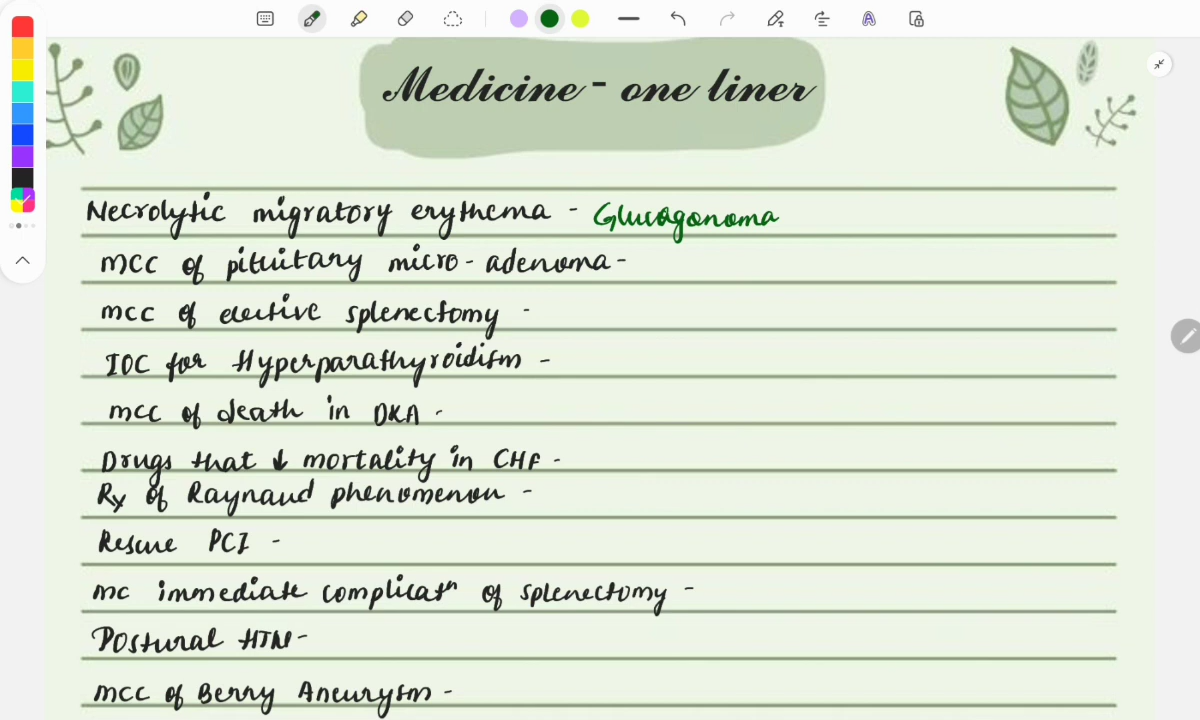 Medicine - one liner
Necrolytic migratory erythema - Glucagonoma
MCC of pituitary micro-adenoma -
MCC of elective splenectomy -
IOC for Hyperparathyroidism -
MCC of death in DKA -
Drugs that ↓ mortality in CHF -
Rx of Raynaud phenomenon -
Rescue PCI -
MC immediate complicatn of splenectomy -
Postural HTN -
MCC of Berry Aneurysm -